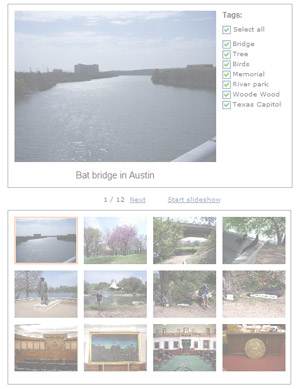 Tags:
Select all
Bridge
Tree
Birds
Memorial
River park
Woode Wood
Texas Capitol
Bat bridge in Austin
1 / 12 Next Start slideshow